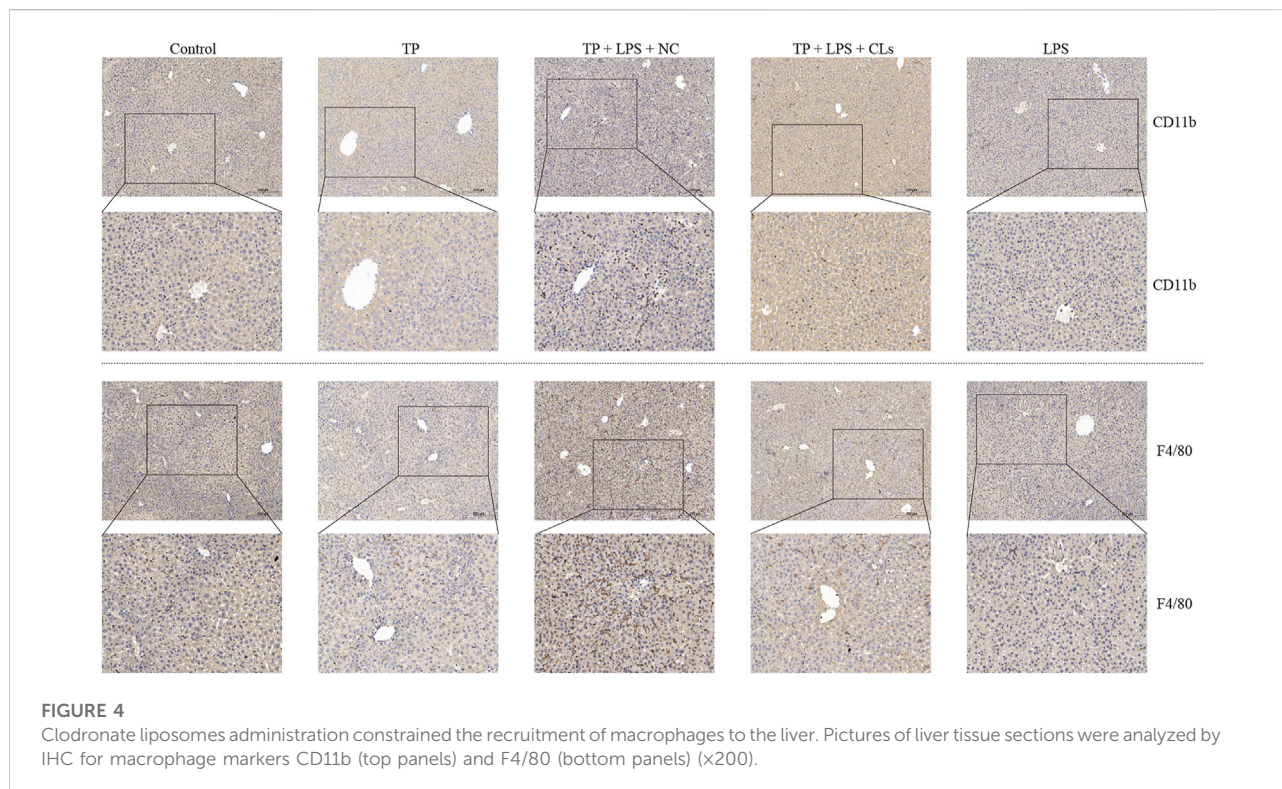 Control TP TP + LPS + NC TP + LPS + CLs LPS
CD11b
CD11b
F4/80
F4/80
FIGURE 4
Clodronate liposomes administration constrained the recruitment of macrophages to the liver. Pictures of liver tissue sections were analyzed by
IHC for macrophage markers CD11b (top panels) and F4/80 (bottom panels) (×200).